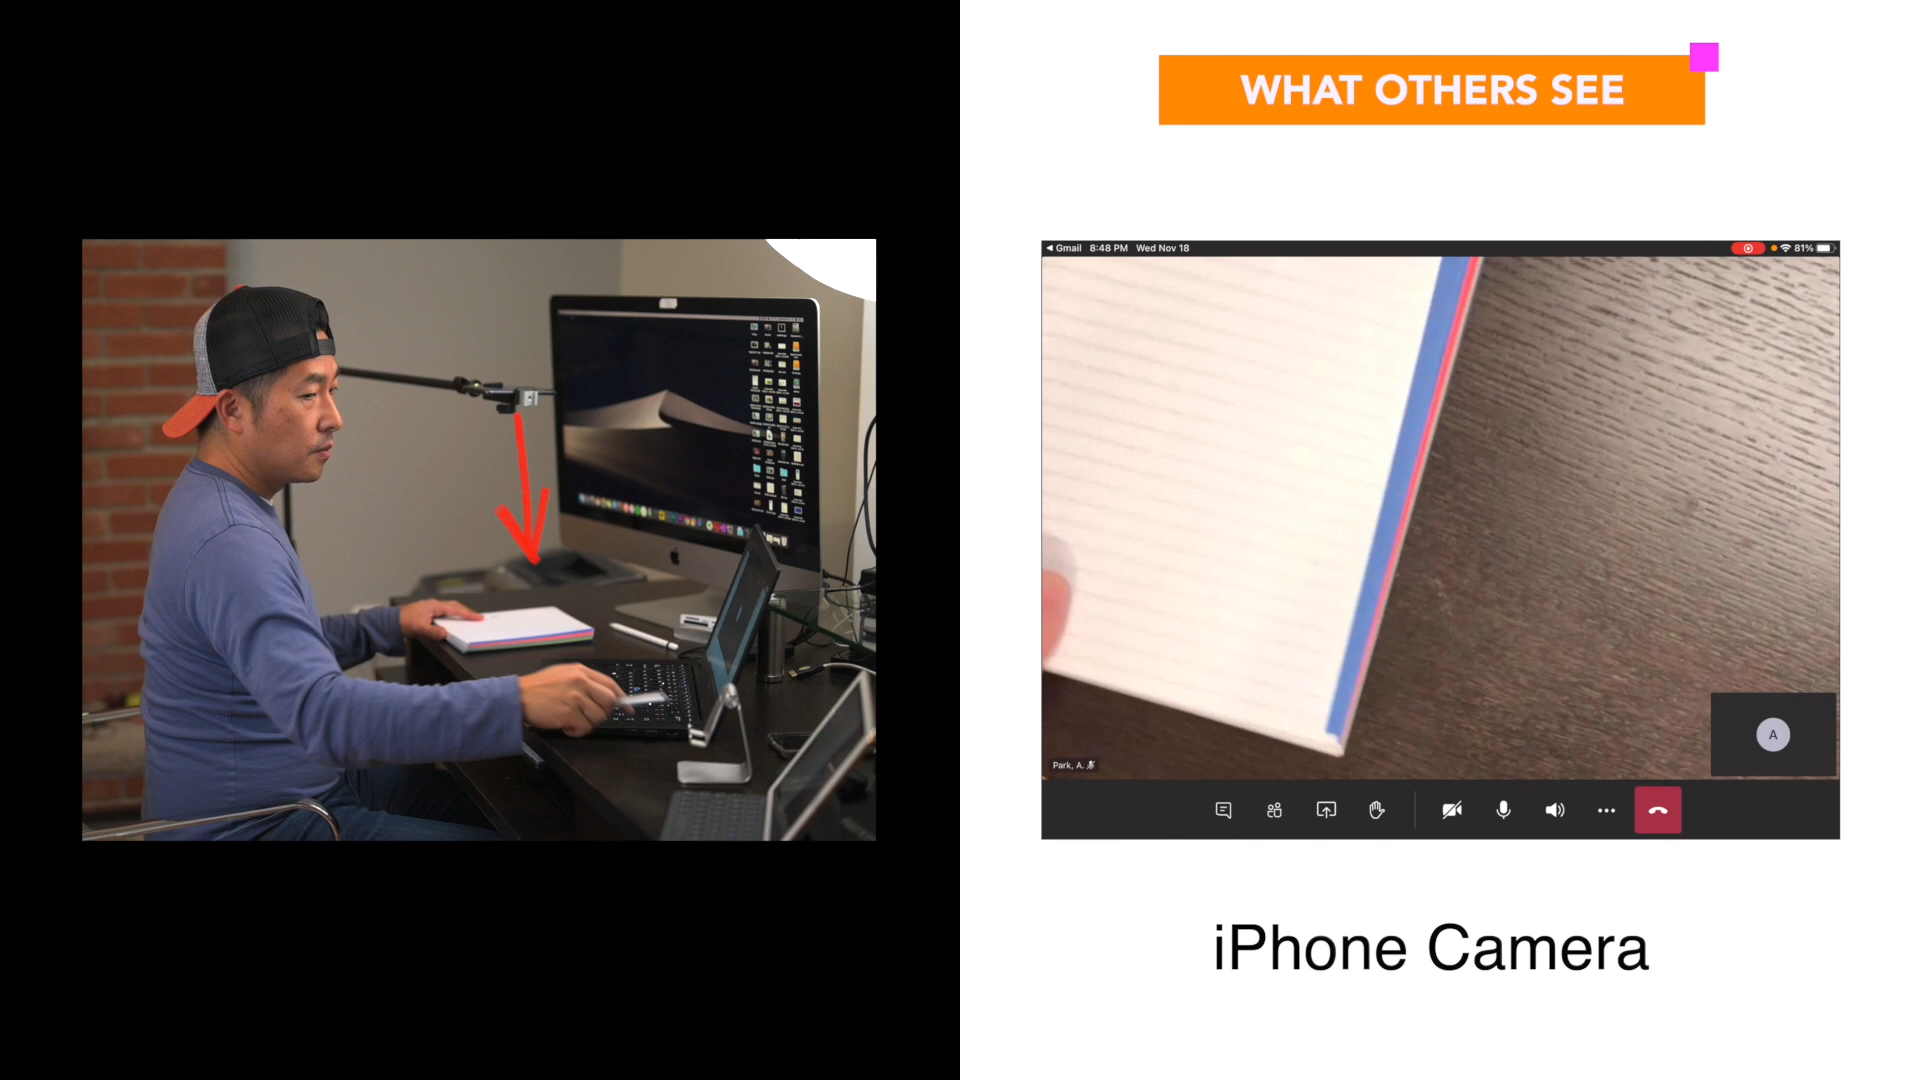 WHAT OTHERS SEE
Gmail 8:48 PM Wed Nov 18
81%
A
Park, A.
iPhone Camera